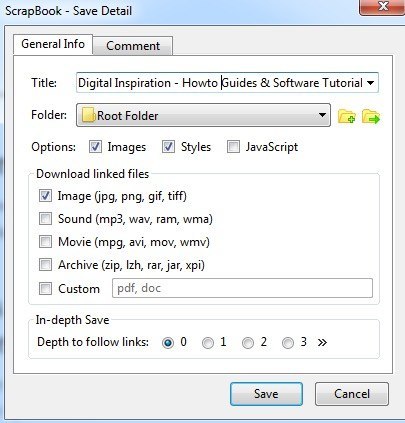 ScrapBook - Save Detail
General Info Comment
Title: Digital Inspiration - Howto Guides & Software Tutorial
Folder: Root Folder
Options: Images Styles JavaScript
Download linked files
Image (jpg, png, gif, tiff)
Sound (mp3, wav, ram, wma)
Movie (mpg, avi, mov, wmv)
Archive (zip, lzh, rar, jar, xpi)
Custom pdf, doc
In-depth Save
Depth to follow links: 0 1 2 3 »
Save Cancel